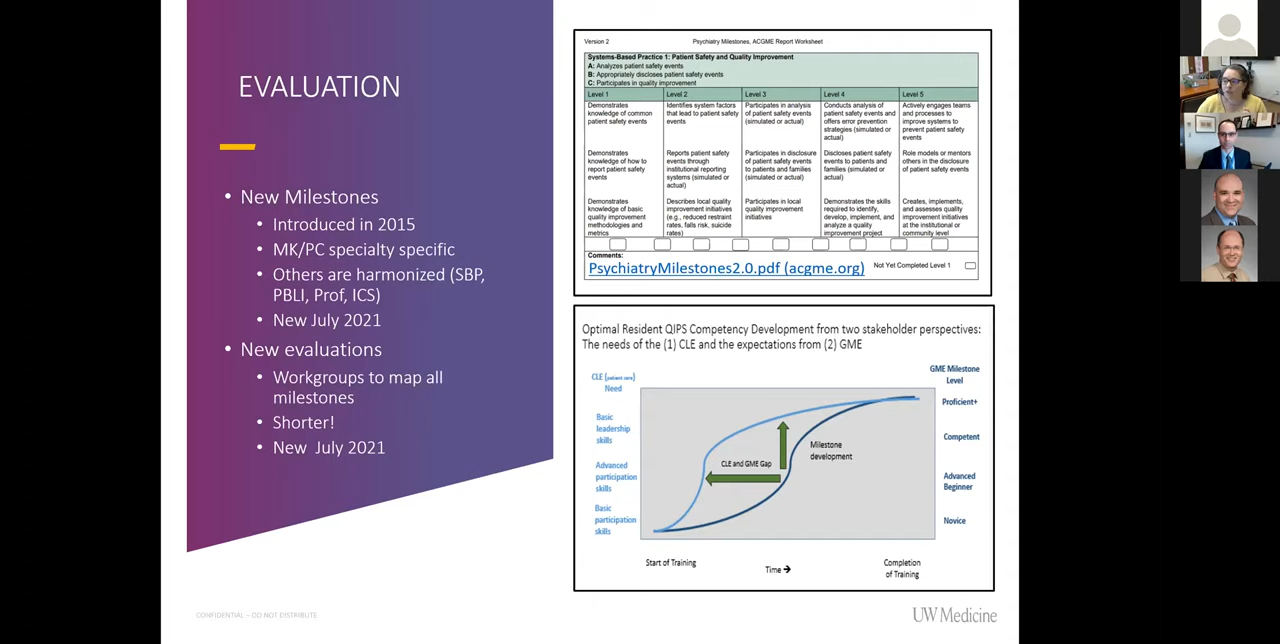 EVALUATION
• New Milestones
• Introduced in 2015
• MK/PC specialty specific
• Others are harmonized (SBP,
PBLI, Prof, ICS)
• New July 2021
• New evaluations
• Workgroups to map all
milestones
• Shorter!
• New July 2021
CONFIDENTIAL – DO NOT DISTRIBUTE
Version 2
Psychiatry Milestones, ACGME Report Worksheet
Systems-Based Practice 1: Patient Safety and Quality Improvement
A: Analyzes patient safety events
B: Appropriately discloses patient safety events
C: Participates in quality improvement
Level 1
Level 2
Level 3
Level 4
Level 5
Demonstrates
knowledge of common
patient safety events
Identifies system factors
that lead to patient safety
events
Participates in analysis
of patient safety events
(simulated or actual)
Conducts analysis of
patient safety events and
offers error prevention
strategies (simulated or
actual)
Actively engages teams
and processes to
improve systems to
prevent patient safety
events
Demonstrates
knowledge of how to
report patient safety
events
Reports patient safety
events through
institutional reporting
systems (simulated or
actual)
Participates in disclosure
of patient safety events
to patients and families
(simulated or actual)
Discloses patient safety
events to patients and
families (simulated or
actual)
Role models or mentors
others in the disclosure
of patient safety events
Demonstrates
knowledge of basic
quality improvement
methodologies and
metrics
Describes local quality
improvement initiatives
(e.g., reduced restraint
rates, falls risk, suicide
rates)
Participates in local
quality improvement
initiatives
Demonstrates the skills
required to identify,
develop, implement, and
analyze a quality
improvement project
Creates, implements,
and assesses quality
improvement initiatives
at the institutional or
community level
Comments:
PsychiatryMilestones2.0.pdf (acgme.org)
Not Yet Completed Level 1
Optimal Resident QIPS Competency Development from two stakeholder perspectives:
The needs of the (1) CLE and the expectations from (2) GME
CLE (patient care)
Need
Basic
leadership
skills
Advanced
participation
skills
Basic
participation
skills
CLE and GME Gap
Milestone
development
GME Milestone
Level
Proficient+
Competent
Advanced
Beginner
Novice
Start of Training
Time →
Completion
of Training
UW Medicine